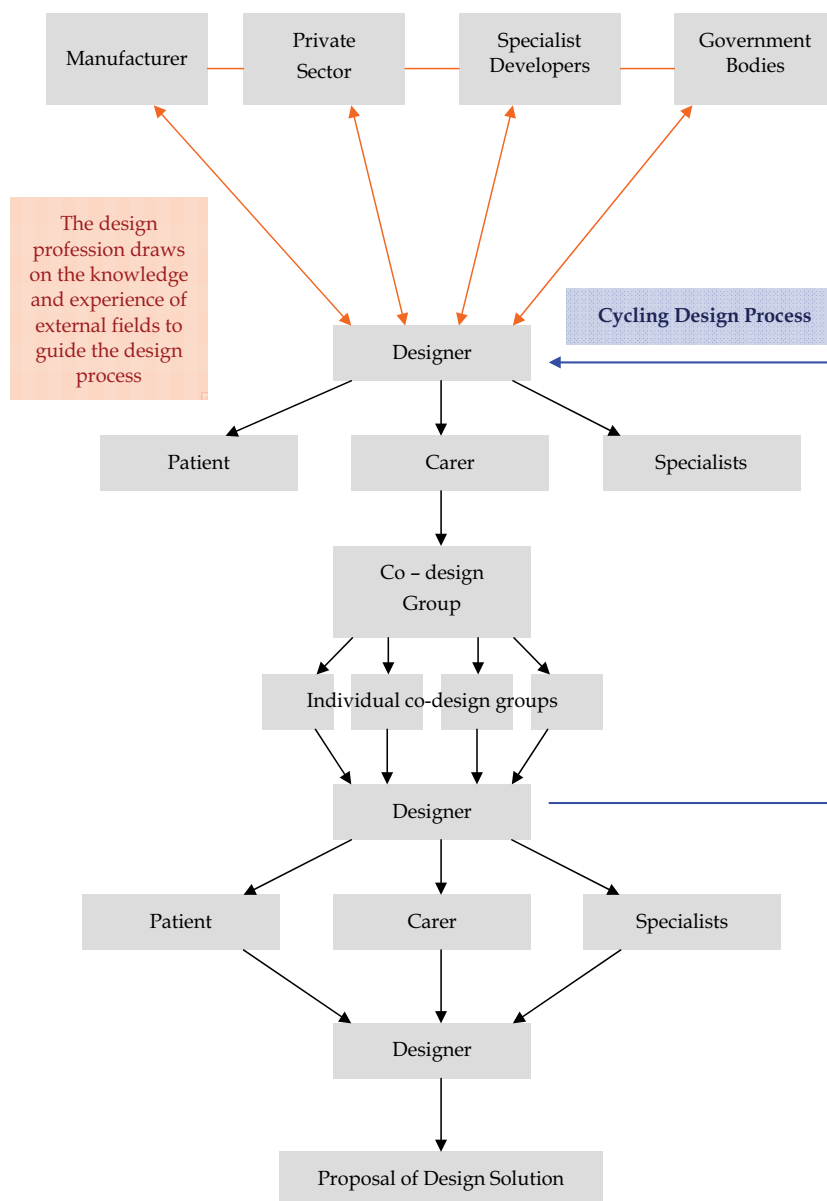 Manufacturer
Private
Sector
Specialist
Developers
Government
Bodies
The design
profession draws
on the knowledge
and experience of
external fields to
guide the design
process
Cycling Design Process
Designer
Patient
Carer
Specialists
Co – design
Group
Individual co-design groups
Designer
Patient
Carer
Specialists
Designer
Proposal of Design Solution